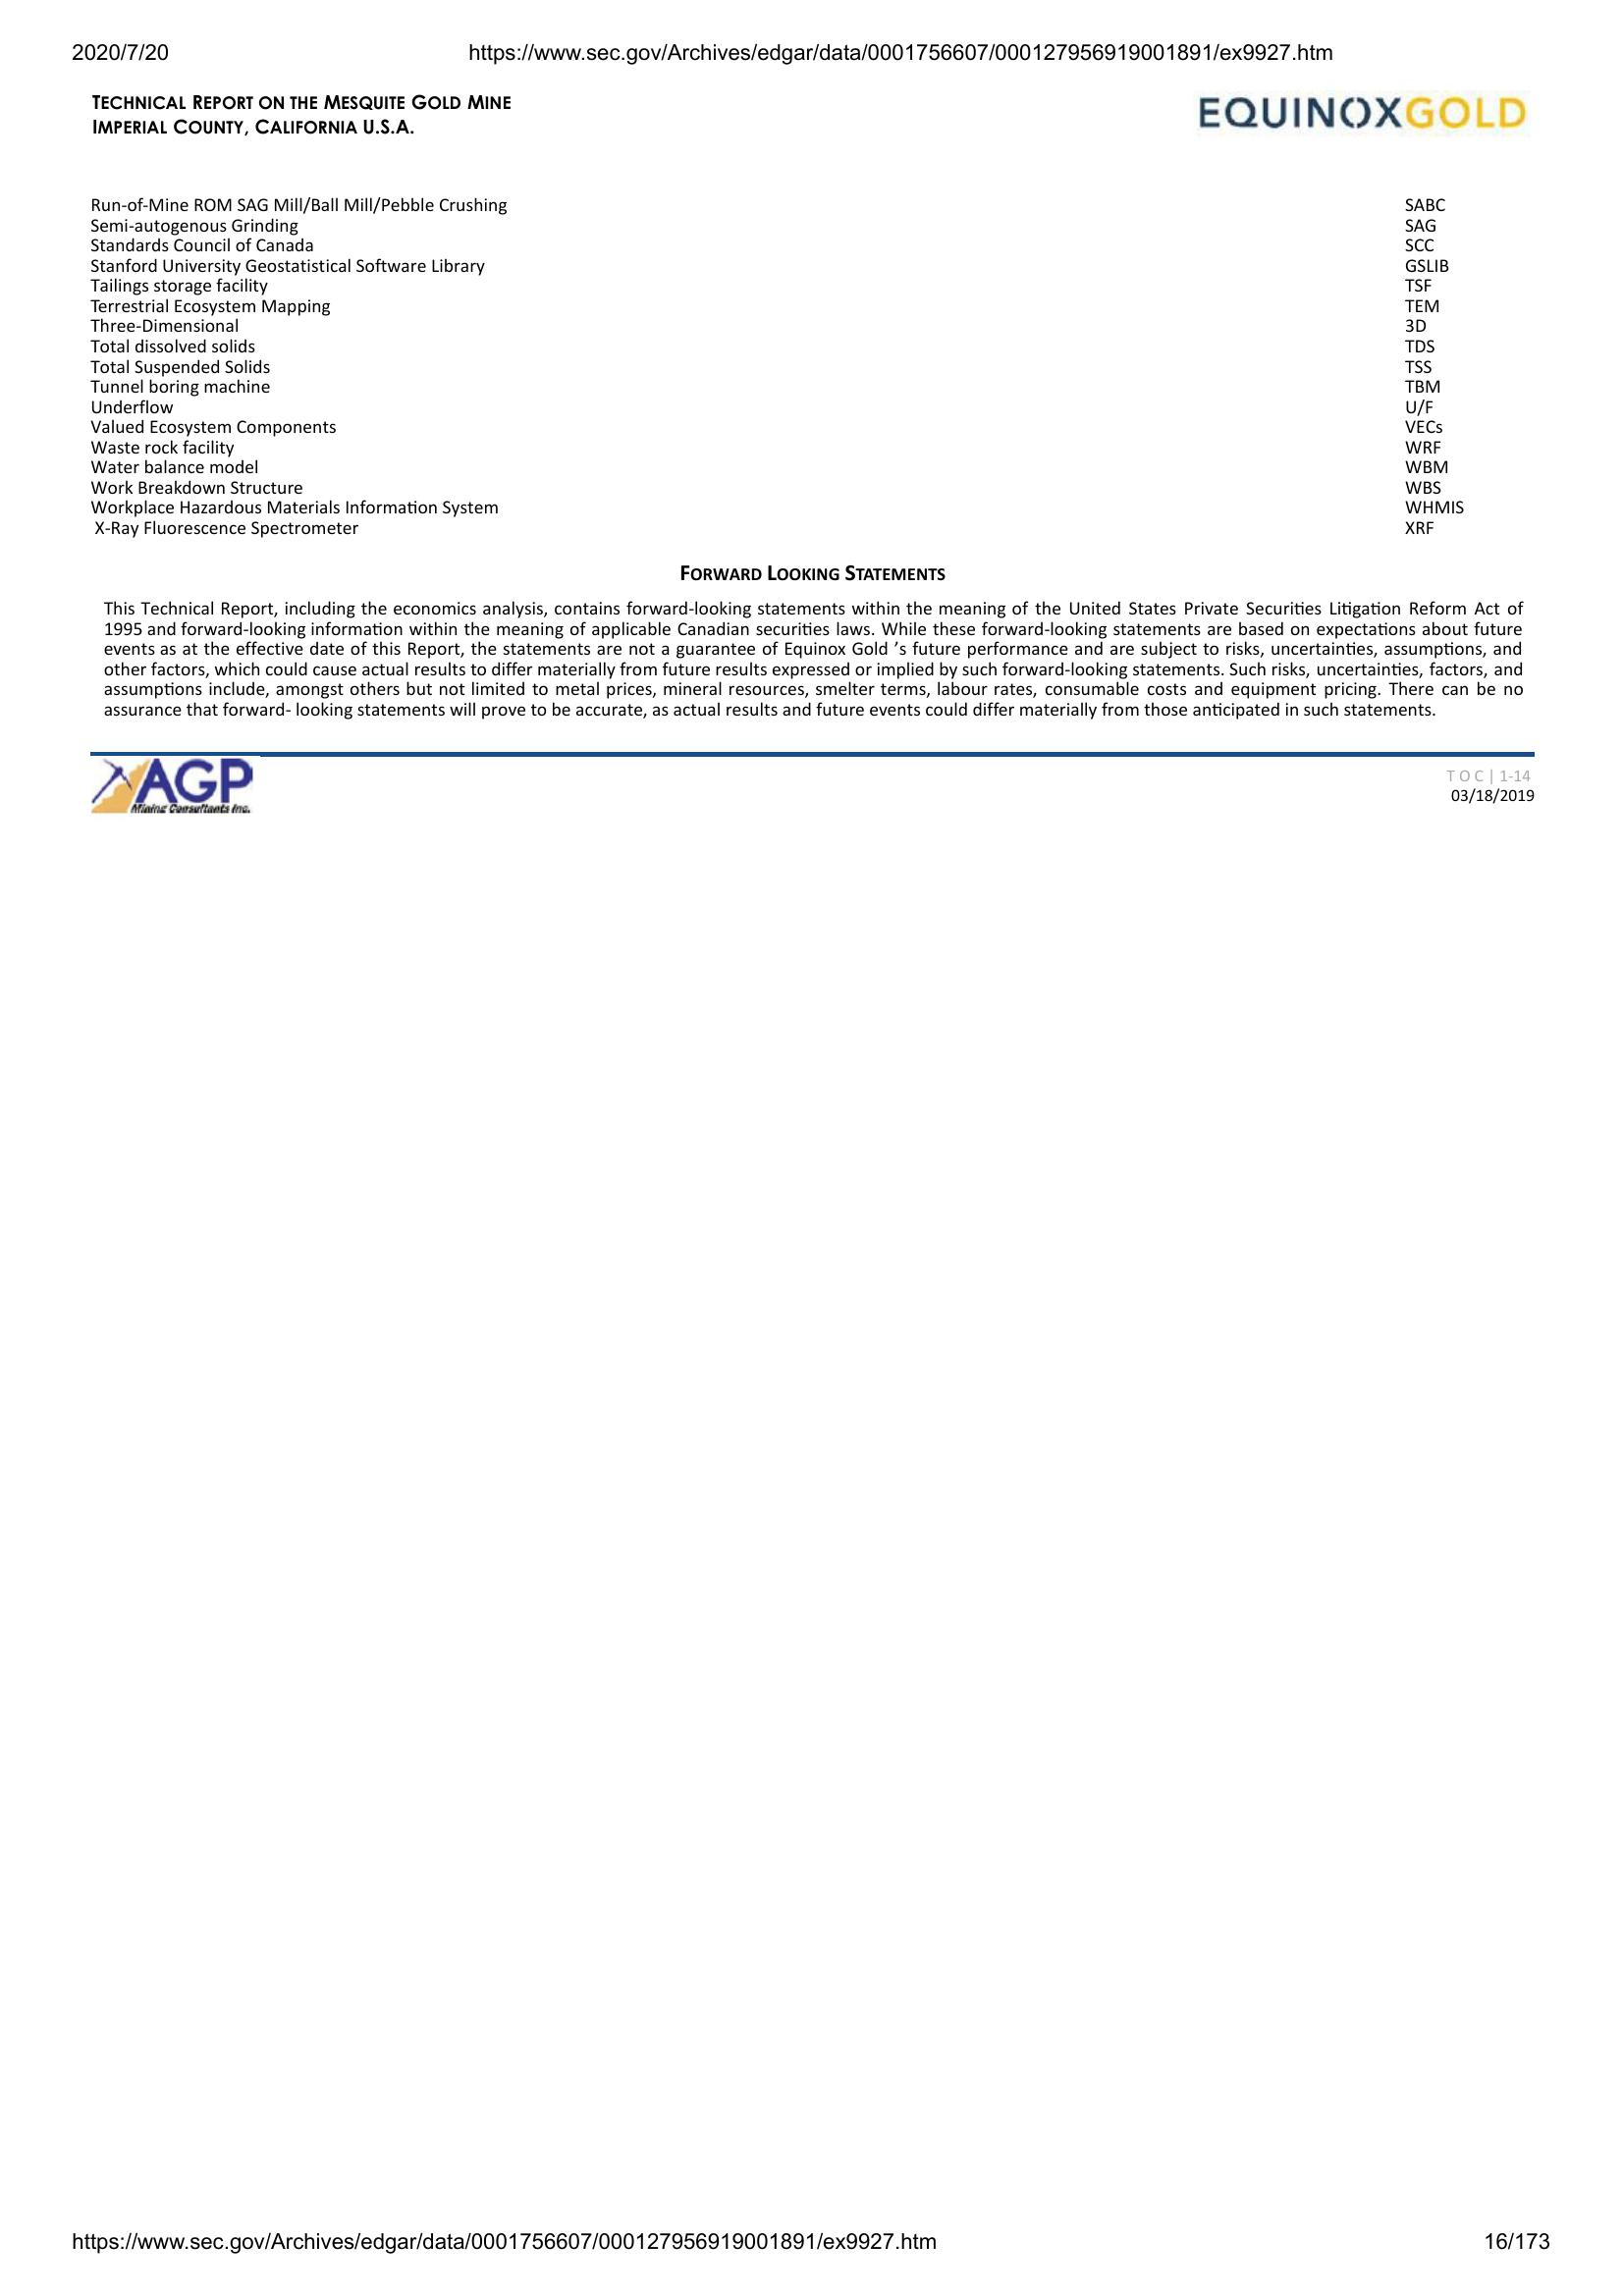 2020/7/20 https://www.sec.gov/Archives/edgar/data/0001756607/000127956919001891/ex9927.htm
TECHNICAL REPORT ON THE MESQUITE GOLD MINE
IMPERIAL COUNTY, CALIFORNIA U.S.A.
EQUINOXGOLD
Run-of-Mine ROM SAG Mill/Ball Mill/Pebble Crushing SABC
Semi-autogenous Grinding SAG
Standards Council of Canada SCC
Stanford University Geostatistical Software Library GSLIB
Tailings storage facility TSF
Terrestrial Ecosystem Mapping TEM
Three-Dimensional 3D
Total dissolved solids TDS
Total Suspended Solids TSS
Tunnel boring machine TBM
Underflow U/F
Valued Ecosystem Components VECs
Waste rock facility WRF
Water balance model WBM
Work Breakdown Structure WBS
Workplace Hazardous Materials Information System WHMIS
X-Ray Fluorescence Spectrometer XRF
FORWARD LOOKING STATEMENTS
This Technical Report, including the economics analysis, contains forward-looking statements within the meaning of the United States Private Securities Litigation Reform Act of
1995 and forward-looking information within the meaning of applicable Canadian securities laws. While these forward-looking statements are based on expectations about future
events as at the effective date of this Report, the statements are not a guarantee of Equinox Gold ’s future performance and are subject to risks, uncertainties, assumptions, and
other factors, which could cause actual results to differ materially from future results expressed or implied by such forward-looking statements. Such risks, uncertainties, factors, and
assumptions include, amongst others but not limited to metal prices, mineral resources, smelter terms, labour rates, consumable costs and equipment pricing. There can be no
assurance that forward- looking statements will prove to be accurate, as actual results and future events could differ materially from those anticipated in such statements.
AGP
Mining Consultants Inc.
T O C | 1-14
03/18/2019
https://www.sec.gov/Archives/edgar/data/0001756607/000127956919001891/ex9927.htm 16/173